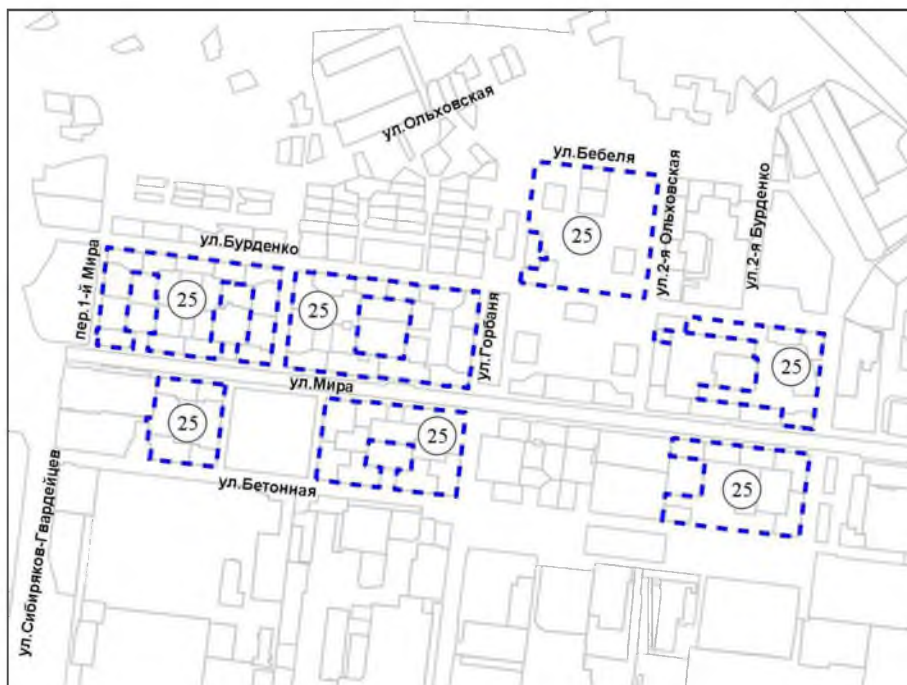 ул.Ольховская
ул.Бебеля
ул.2-я Ольховская
ул.2-я Бурденко
25
ул.Бурденко
пер.1-й Мира
25
25
ул.Горбаня
25
ул.Мира
25
25
25
ул.Бетонная
ул.Сибиряков-Гвардейцев